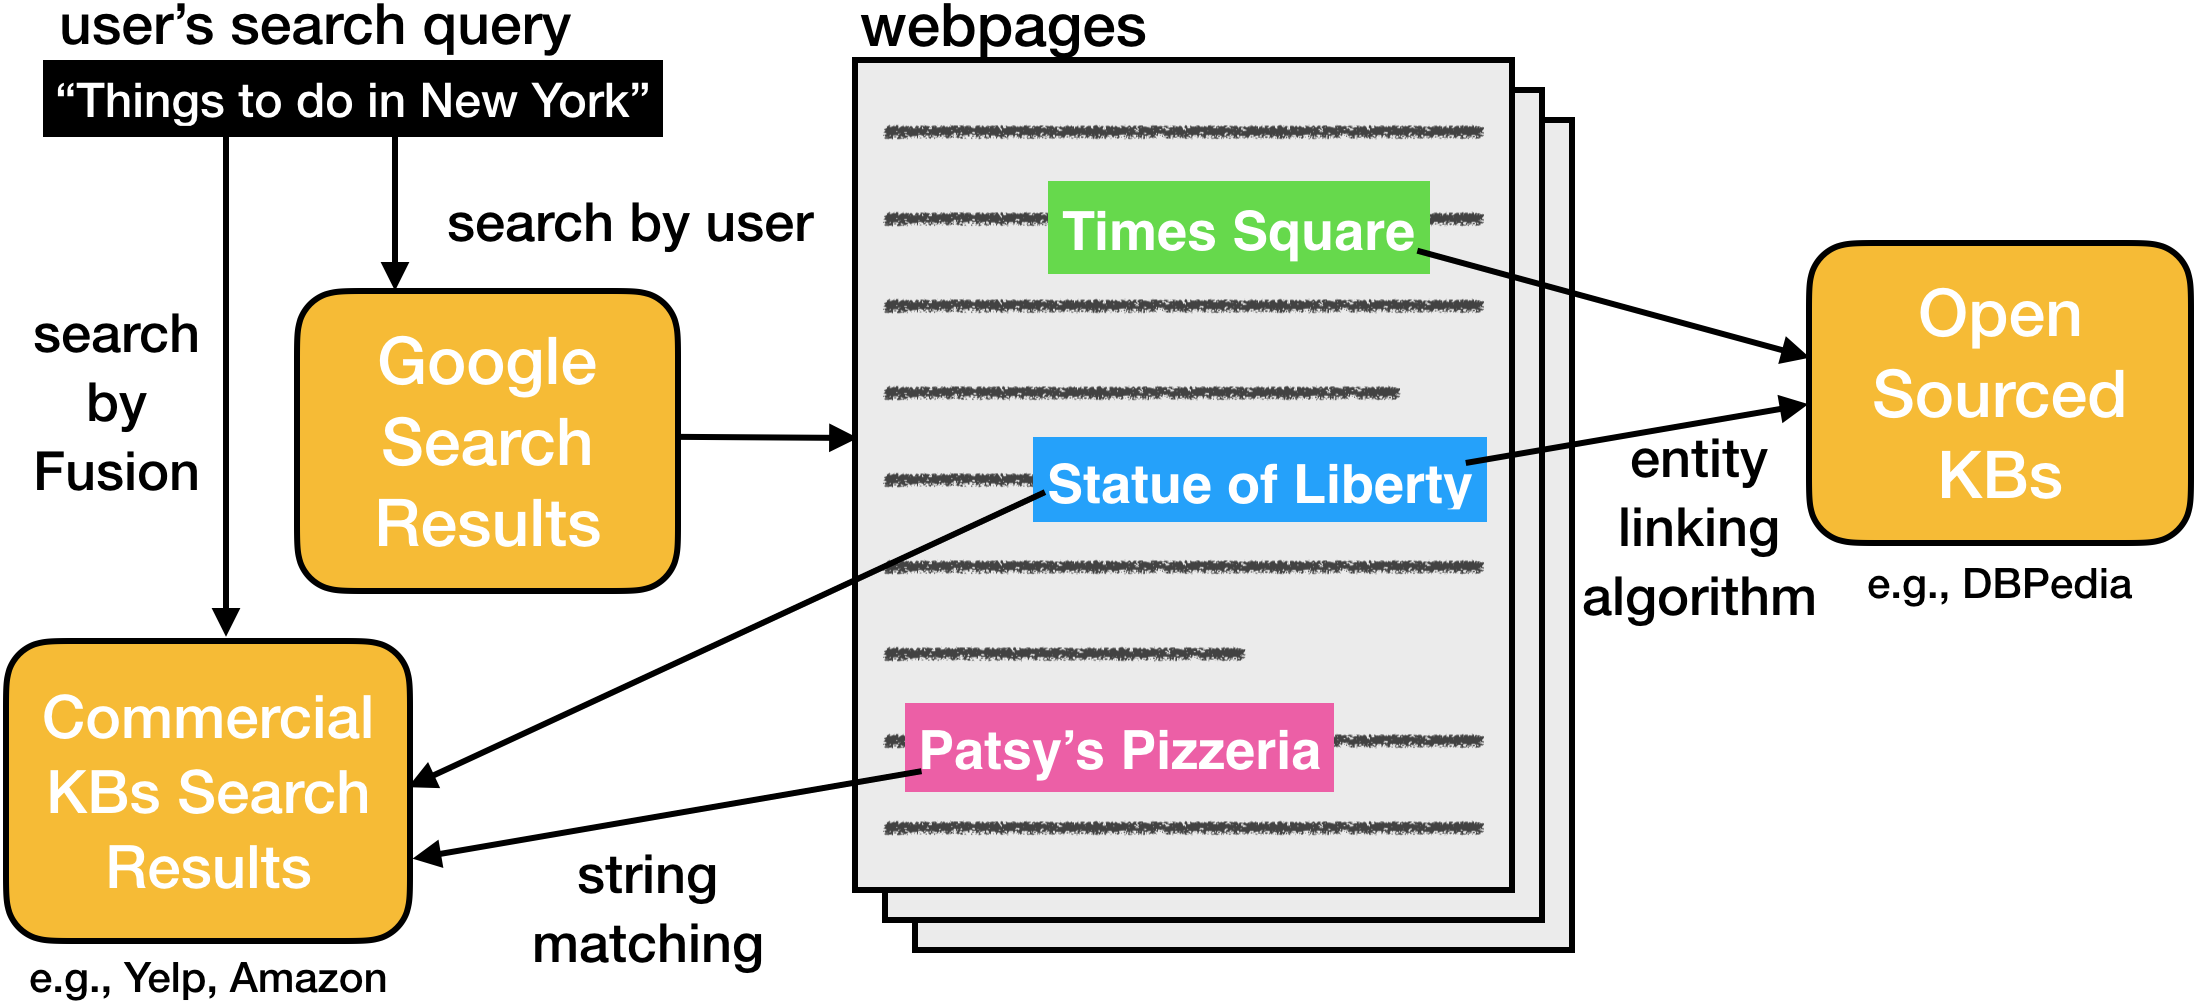 user’s search query
“Things to do in New York”
search by user
search
by
Fusion
Google
Search
Results
Commercial
KBs Search
Results
e.g., Yelp, Amazon
webpages
Times Square
Statue of Liberty
Patsy’s Pizzeria
string
matching
entity
linking
algorithm
Open
Sourced
KBs
e.g., DBPedia